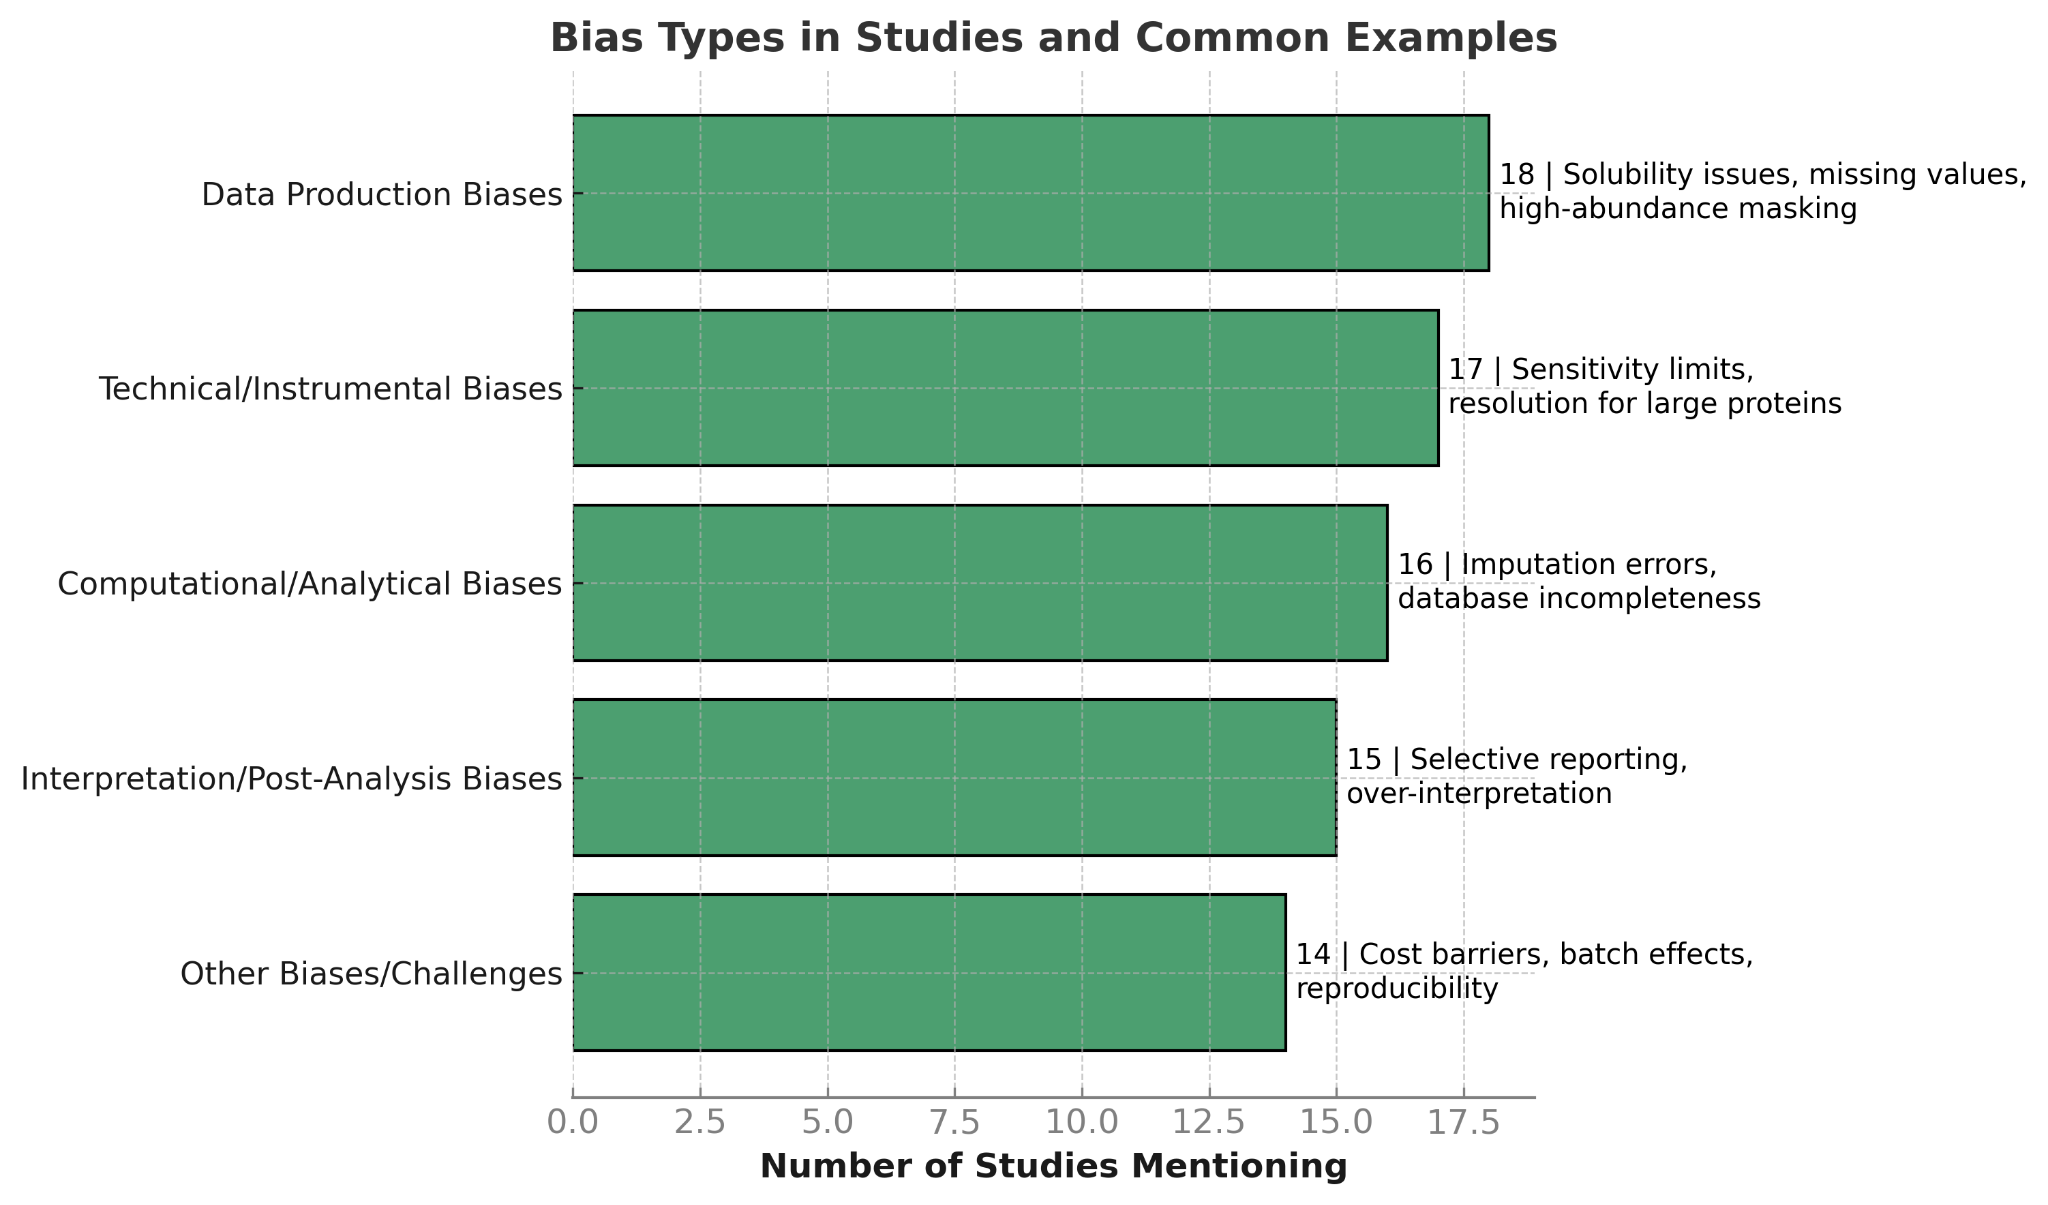 Bias Types in Studies and Common Examples
Data Production Biases
18 | Solubility issues, missing values,
high-abundance masking
Technical/Instrumental Biases
17 | Sensitivity limits,
resolution for large proteins
Computational/Analytical Biases
16 | Imputation errors,
database incompleteness
Interpretation/Post-Analysis Biases
15 | Selective reporting,
over-interpretation
Other Biases/Challenges
14 | Cost barriers, batch effects,
reproducibility
0.0 2.5 5.0 7.5 10.0 12.5 15.0 17.5
Number of Studies Mentioning